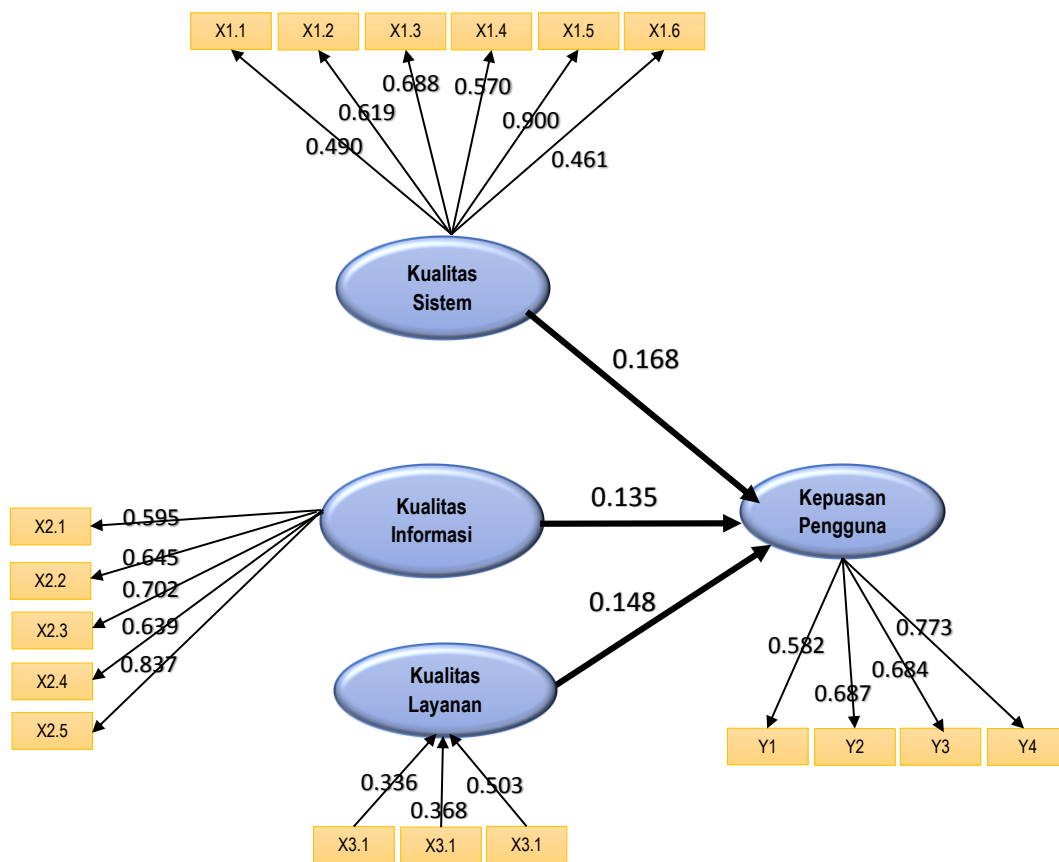 X1.1 X1.2 X1.3 X1.4 X1.5 X1.6
0.490 0.619 0.688 0.570 0.900 0.461
Kualitas
Sistem
0.168
Kualitas
Informasi
0.135
Kepuasan
Pengguna
X2.1 0.595
X2.2 0.645
X2.3 0.702
X2.4 0.639
X2.5 0.837
0.148
Kualitas
Layanan
0.582 0.687 0.684 0.773
Y1 Y2 Y3 Y4
0.336 0.368 0.503
X3.1 X3.1 X3.1